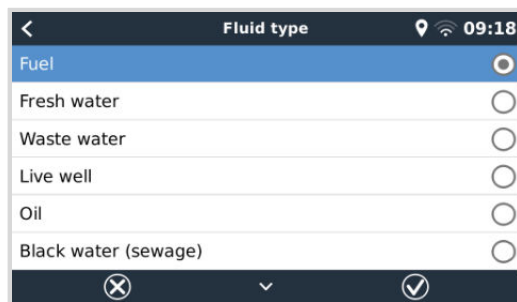 Fluid type 09:18
Fuel
Fresh water
Waste water
Live well
Oil
Black water (sewage)